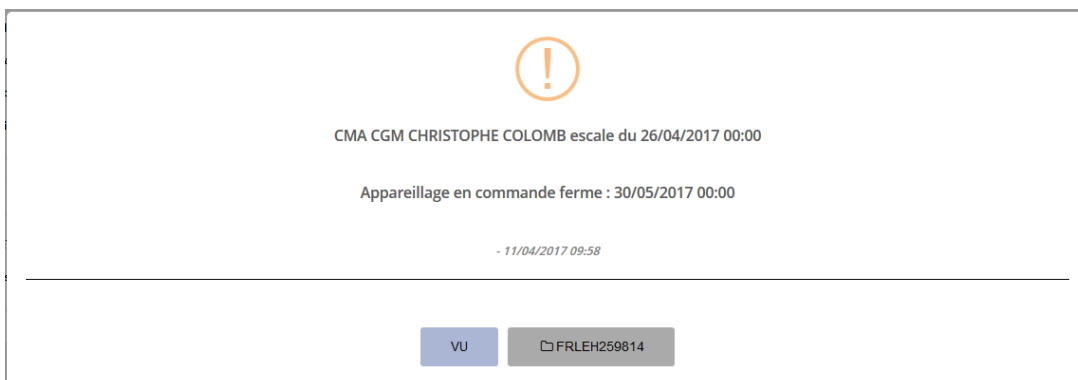 !
CMA CGM CHRISTOPHE COLOMB escale du 26/04/2017 00:00
Appareillage en commande ferme : 30/05/2017 00:00
- 11/04/2017 09:58
VU
FRLEH259814